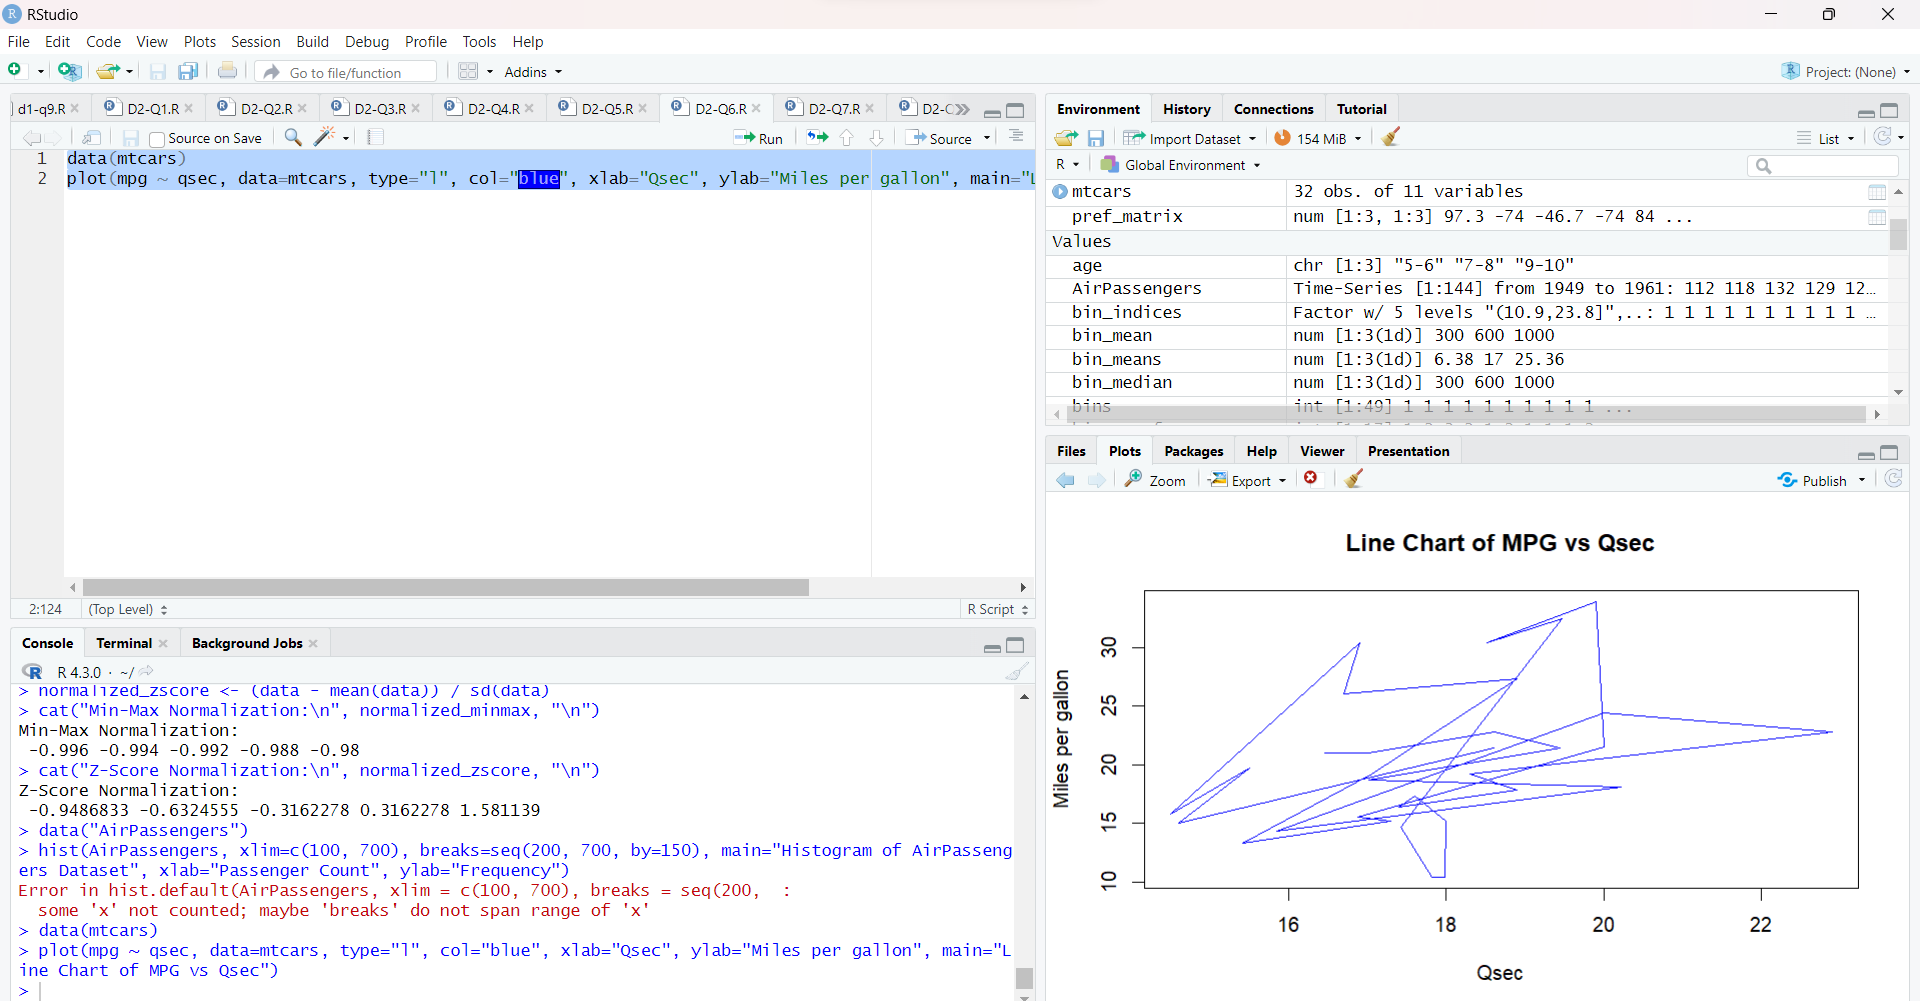 RStudio
File Edit Code View Plots Session Build Debug Profile Tools Help
Go to file/function Addins Project: (None)
d1-q9.R D2-Q1.R D2-Q2.R D2-Q3.R D2-Q4.R D2-Q5.R D2-Q6.R D2-Q7.R
Source on Save Run Source
1 data(mtcars)
2 plot(mpg ~ qsec, data=mtcars, type="l", col="blue", xlab="Qsec", ylab="Miles per gallon", main="L
2:124 (Top Level) R Script
Console Terminal Background Jobs
R 4.3.0 · ~/
> normalized_zscore <- (data - mean(data)) / sd(data)
> cat("Min-Max Normalization:\n", normalized_minmax, "\n")
Min-Max Normalization:
-0.996 -0.994 -0.992 -0.988 -0.98
> cat("Z-Score Normalization:\n", normalized_zscore, "\n")
Z-Score Normalization:
-0.9486833 -0.6324555 -0.3162278 0.3162278 1.581139
> data("AirPassengers")
> hist(AirPassengers, xlim=c(100, 700), breaks=seq(200, 700, by=150), main="Histogram of AirPasseng
ers Dataset", xlab="Passenger Count", ylab="Frequency")
Error in hist.default(AirPassengers, xlim = c(100, 700), breaks = seq(200,  :
some 'x' not counted; maybe 'breaks' do not span range of 'x'
> data(mtcars)
> plot(mpg ~ qsec, data=mtcars, type="l", col="blue", xlab="Qsec", ylab="Miles per gallon", main="L
ine Chart of MPG vs Qsec")
>
Environment History Connections Tutorial
Import Dataset 154 MiB List
R Global Environment
mtcars 32 obs. of 11 variables
pref_matrix num [1:3, 1:3] 97.3 -74 -46.7 -74 84 ...
Values
age chr [1:3] "5-6" "7-8" "9-10"
AirPassengers Time-Series [1:144] from 1949 to 1961: 112 118 132 129 12…
bin_indices Factor w/ 5 levels "(10.9,23.8]",..: 1 1 1 1 1 1 1 1 1 1 …
bin_mean num [1:3(1d)] 300 600 1000
bin_means num [1:3(1d)] 6.38 17 25.36
bin_median num [1:3(1d)] 300 600 1000
bins int [1:49] 1 1 1 1 1 1 1 1 1 1 ...
Files Plots Packages Help Viewer Presentation
Zoom Export Publish
Line Chart of MPG vs Qsec
Miles per gallon
30
25
20
15
10
16 18 20 22
Qsec